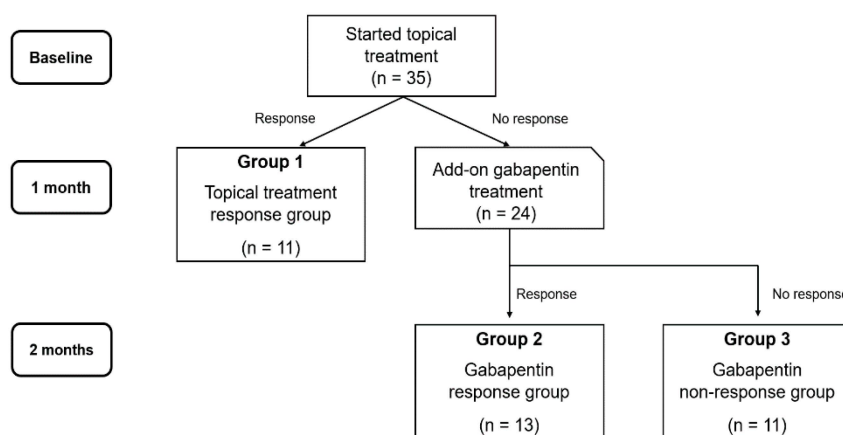 Baseline
Started topical
treatment
(n = 35)
Response
No response
1 month
Group 1
Topical treatment
response group
(n = 11)
Add-on gabapentin
treatment
(n = 24)
Response
No response
2 months
Group 2
Gabapentin
response group
(n = 13)
Group 3
Gabapentin
non-response group
(n = 11)